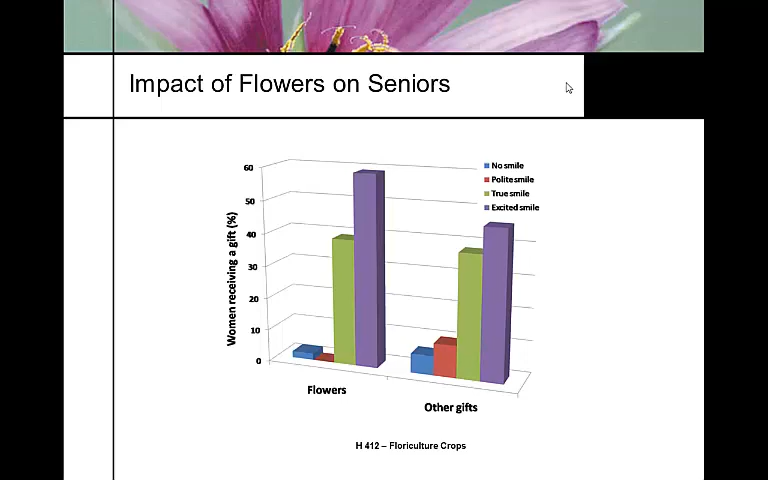 Impact of Flowers on Seniors
No smile
Polite smile
True smile
Excited smile
60
50
40
30
20
10
0
Women receiving a gift (%)
Flowers
Other gifts
H 412 – Floriculture Crops